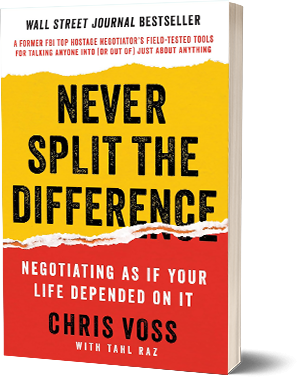 WALL STREET JOURNAL BESTSELLER
A FORMER FBI TOP HOSTAGE NEGOTIATOR'S FIELD-TESTED TOOLS
FOR TALKING ANYONE INTO (OR OUT OF) JUST ABOUT ANYTHING
NEVER
SPLIT THE
DIFFERENCE
NEGOTIATING AS IF YOUR
LIFE DEPENDED ON IT
CHRIS VOSS
WITH TAHL RAZ